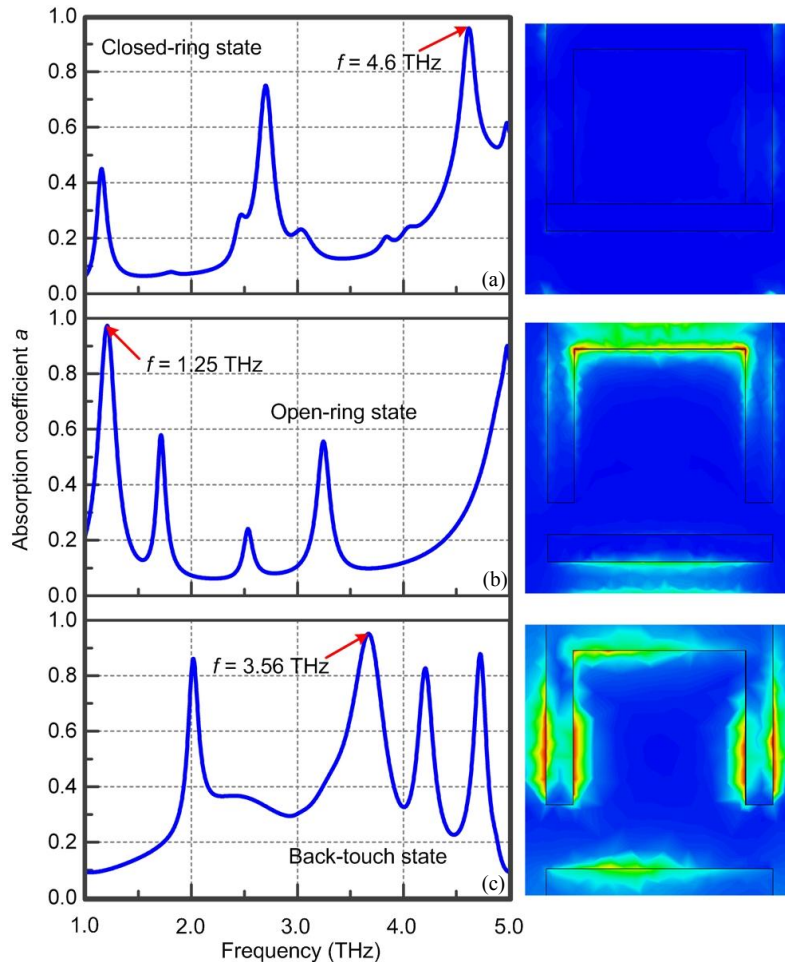 1.0
Closed-ring state
f = 4.6 THz
0.8
0.6
0.4
0.2
(a)
0.0
1.0
f = 1.25 THz
0.8
Open-ring state
0.6
0.4
0.2
(b)
0.0
1.0
f = 3.56 THz
0.8
0.6
0.4
0.2
Back-touch state
(c)
0.0
1.0 2.0 3.0 4.0 5.0
Frequency (THz)
Absorption coefficient a